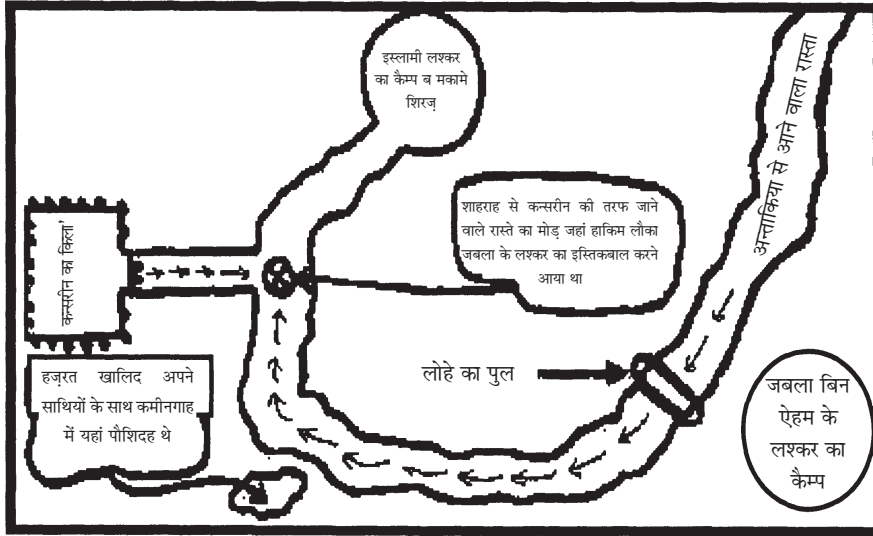 इस्लामी लश्कर
का कैम्प ब मकामे
शिरज़
अन्ताकिया से आने वाला रास्ता
शाहराह से कन्सरीन की तरफ जाने
वाले रास्ते का मोड़ जहां हाकिम लौका
जबला के लश्कर का इस्तिकबाल करने
आया था
कन्सरीन का किला'
लोहे का पुल
हज़रत खालिद अपने
साथियों के साथ कमीनगाह
में यहां पौशिदह थे
जबला बिन
ऐहम के
लश्कर का
कैम्प